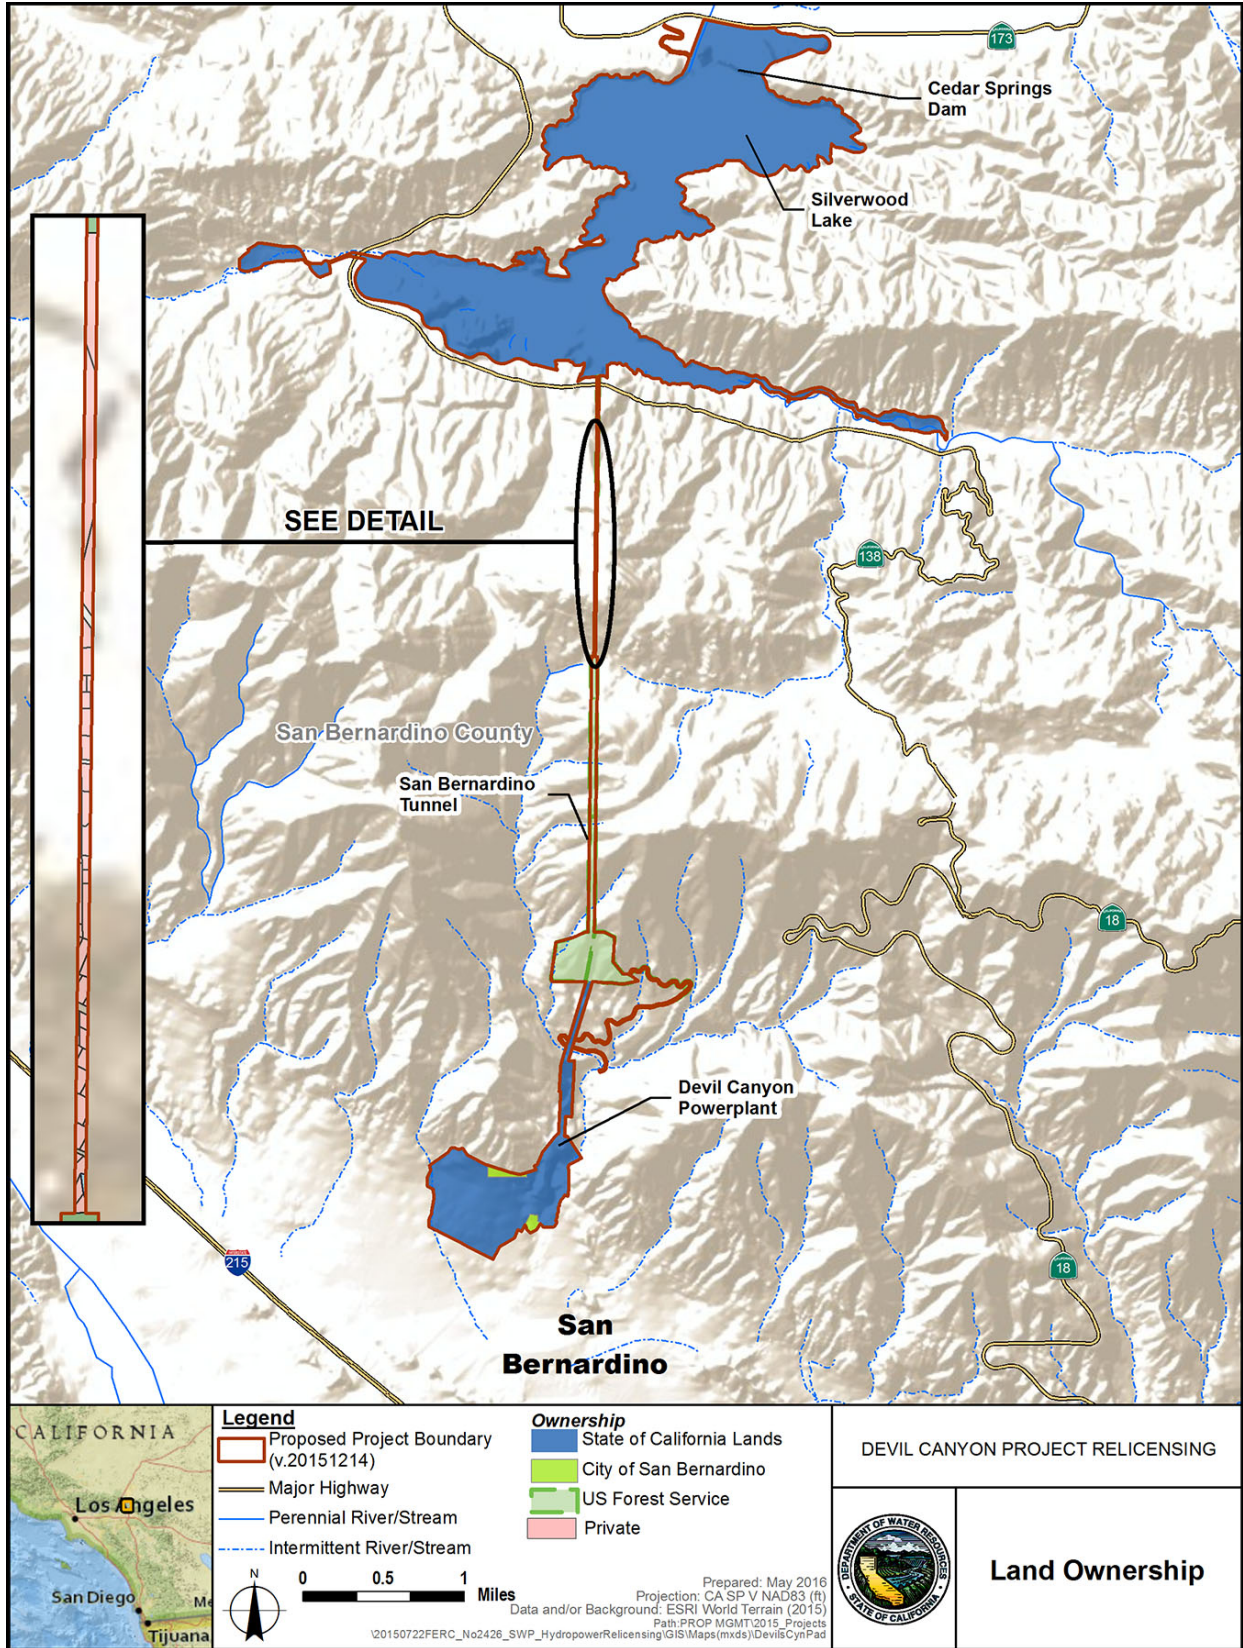 173
Cedar Springs
Dam
Silverwood
Lake
SEE DETAIL
138
San Bernardino County
San Bernardino
Tunnel
18
Devil Canyon
Powerplant
215
18
San
Bernardino
CALIFORNIA
Los Angeles
San Diego
Me
Tijuana
Legend
Proposed Project Boundary
(v.20151214)
Major Highway
Perennial River/Stream
Intermittent River/Stream
N
0 0.5 1
Miles
Ownership
State of California Lands
City of San Bernardino
US Forest Service
Private
Prepared: May 2016
Projection: CA SP V NAD83 (ft)
Data and/or Background: ESRI World Terrain (2015)
Path:PROP MGMT\2015_Projects
\20150722FERC_No2426_SWP_HydropowerRelicensing\GIS\Maps(mxds)\DevilsCynPad
DEVIL CANYON PROJECT RELICENSING
DEPARTMENT OF WATER RESOURCES
STATE OF CALIFORNIA
Land Ownership